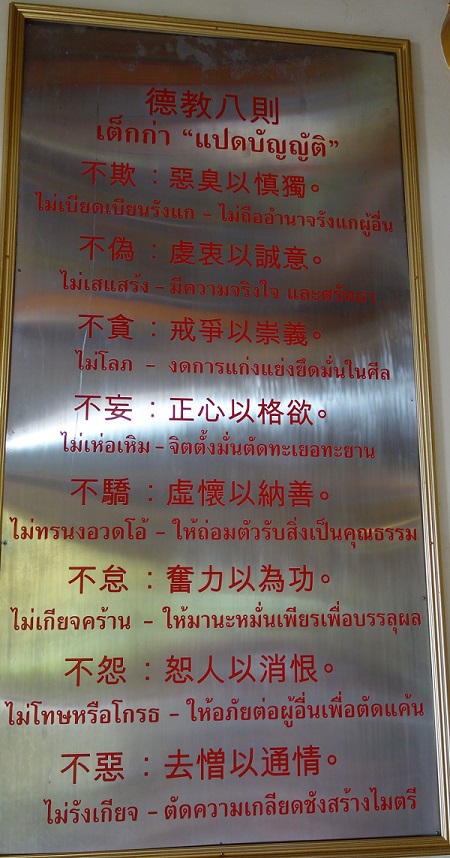 德教八則
เต็กก่า “แปดบัญญัติ”
不欺：惡臭以慎獨。
ไม่เบียดเบียนรังแก - ไม่ถืออำนาจรังแกผู้อื่น
不偽：虔衷以誠意。
ไม่เสแสร้ง - มีความจริงใจ และศรัทธา
不貪：戒爭以崇義。
ไม่โลภ - งดการแก่งแย่งยึดมั่นในศีล
不妄：正心以格欲。
ไม่เห่อเหิม - จิตตั้งมั่นตัดทะเยอทะยาน
不驕：虛懷以納善。
ไม่ทรนงอวดโอ้ - ให้ถ่อมตัวรับสิ่งเป็นคุณธรรม
不怠：奮力以為功。
ไม่เกียจคร้าน - ให้มานะหมั่นเพียรเพื่อบรรลุผล
不怨：恕人以消恨。
ไม่โทษหรือโกรธ - ให้อภัยต่อผู้อื่นเพื่อตัดแค้น
不惡：去憎以通情。
ไม่รังเกียจ - ตัดความเกลียดชังสร้างไมตรี